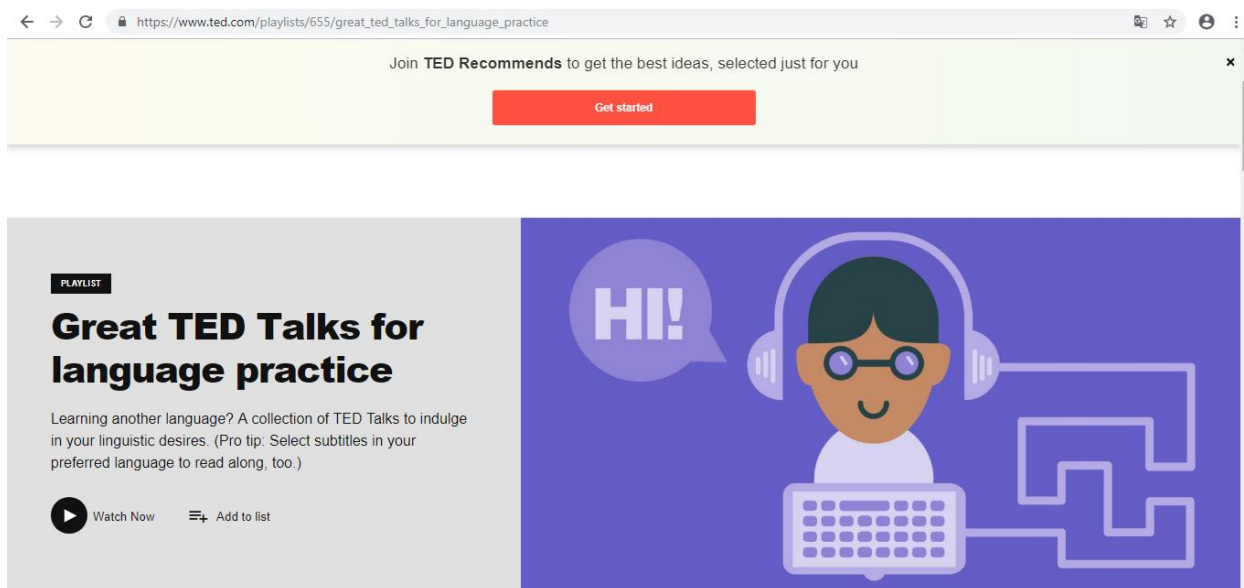 https://www.ted.com/playlists/655/great_ted_talks_for_language_practice
Join TED Recommends to get the best ideas, selected just for you
Get started
PLAYLIST
Great TED Talks for
language practice
Learning another language? A collection of TED Talks to indulge
in your linguistic desires. (Pro tip: Select subtitles in your
preferred language to read along, too.)
Watch Now
Add to list
HI!